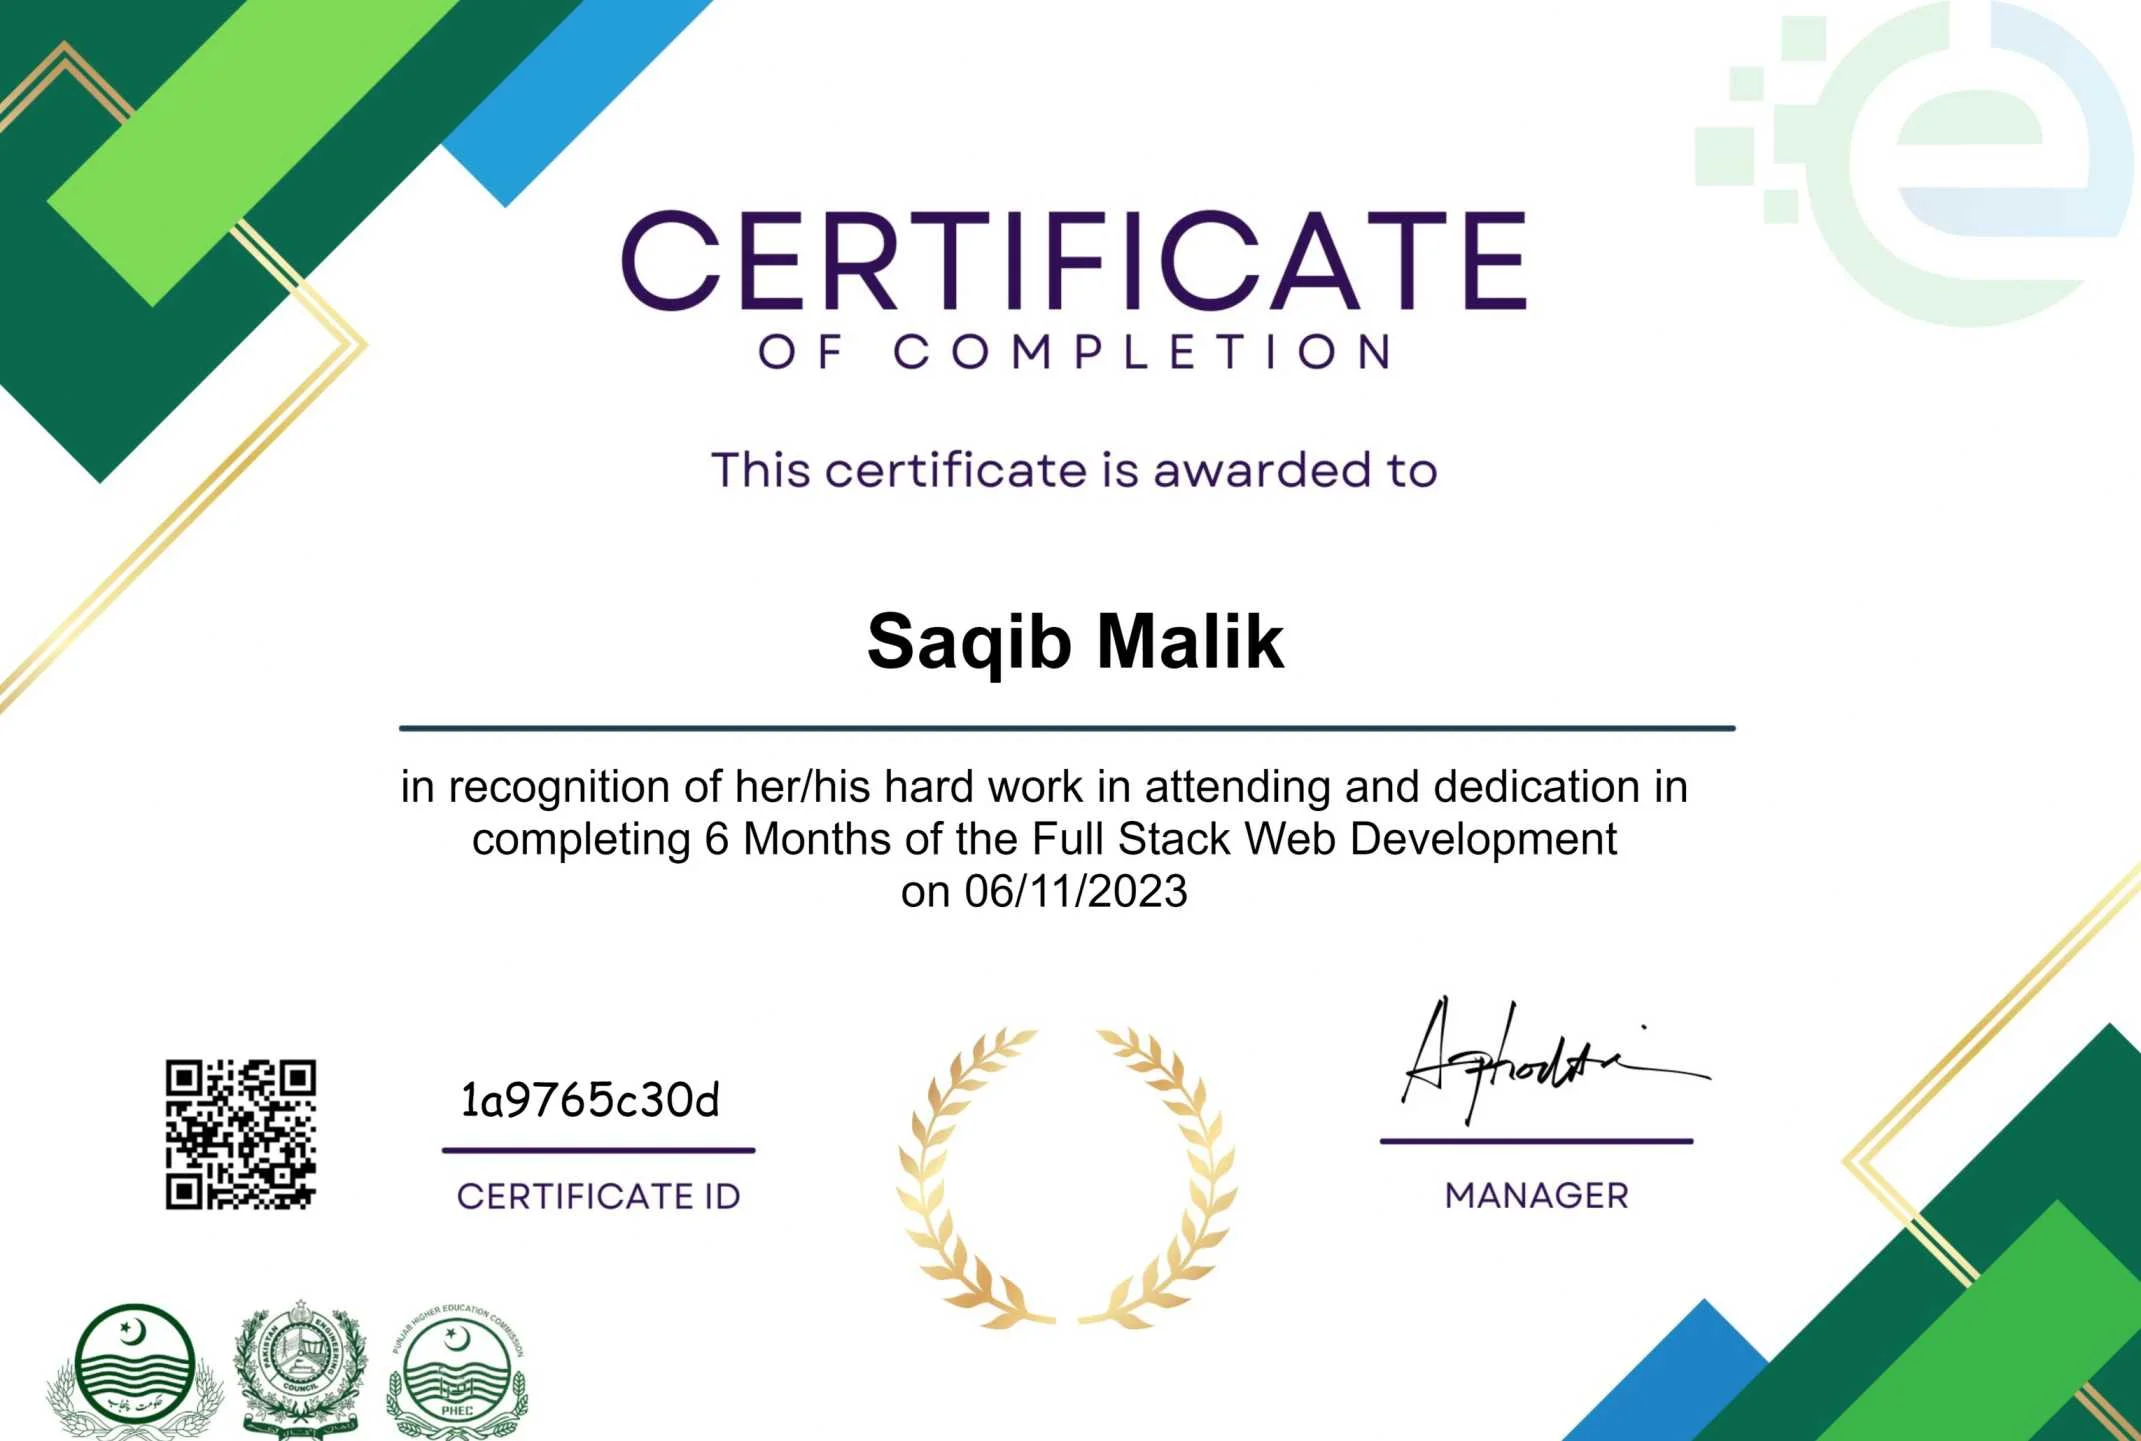 CERTIFICATE
OF COMPLETION
This certificate is awarded to
Saqib Malik
in recognition of her/his hard work in attending and dedication in
completing 6 Months of the Full Stack Web Development
on 06/11/2023
1a9765c30d
CERTIFICATE ID
MANAGER
حکومت پنجاب
PAKISTAN ENGINEERING
COUNCIL
PUNJAB HIGHER EDUCATION COMMISSION
PHEC